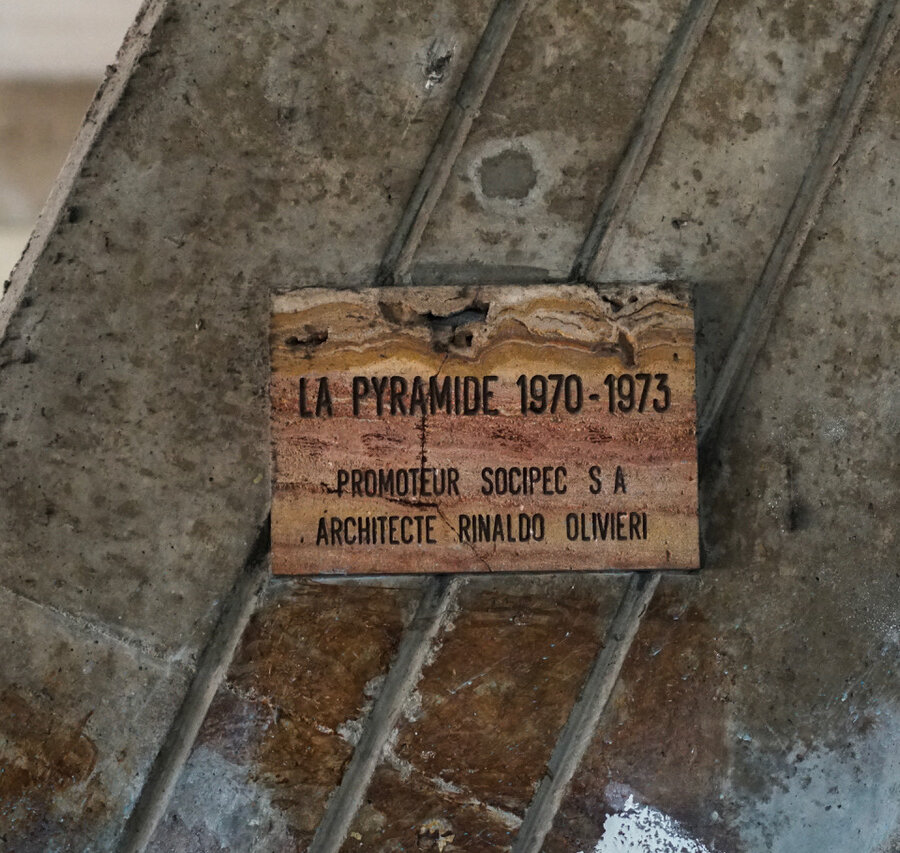 LA PYRAMIDE 1970-1973
PROMOTEUR SOCIPEC S A
ARCHITECTE RINALDO OLIVIERI